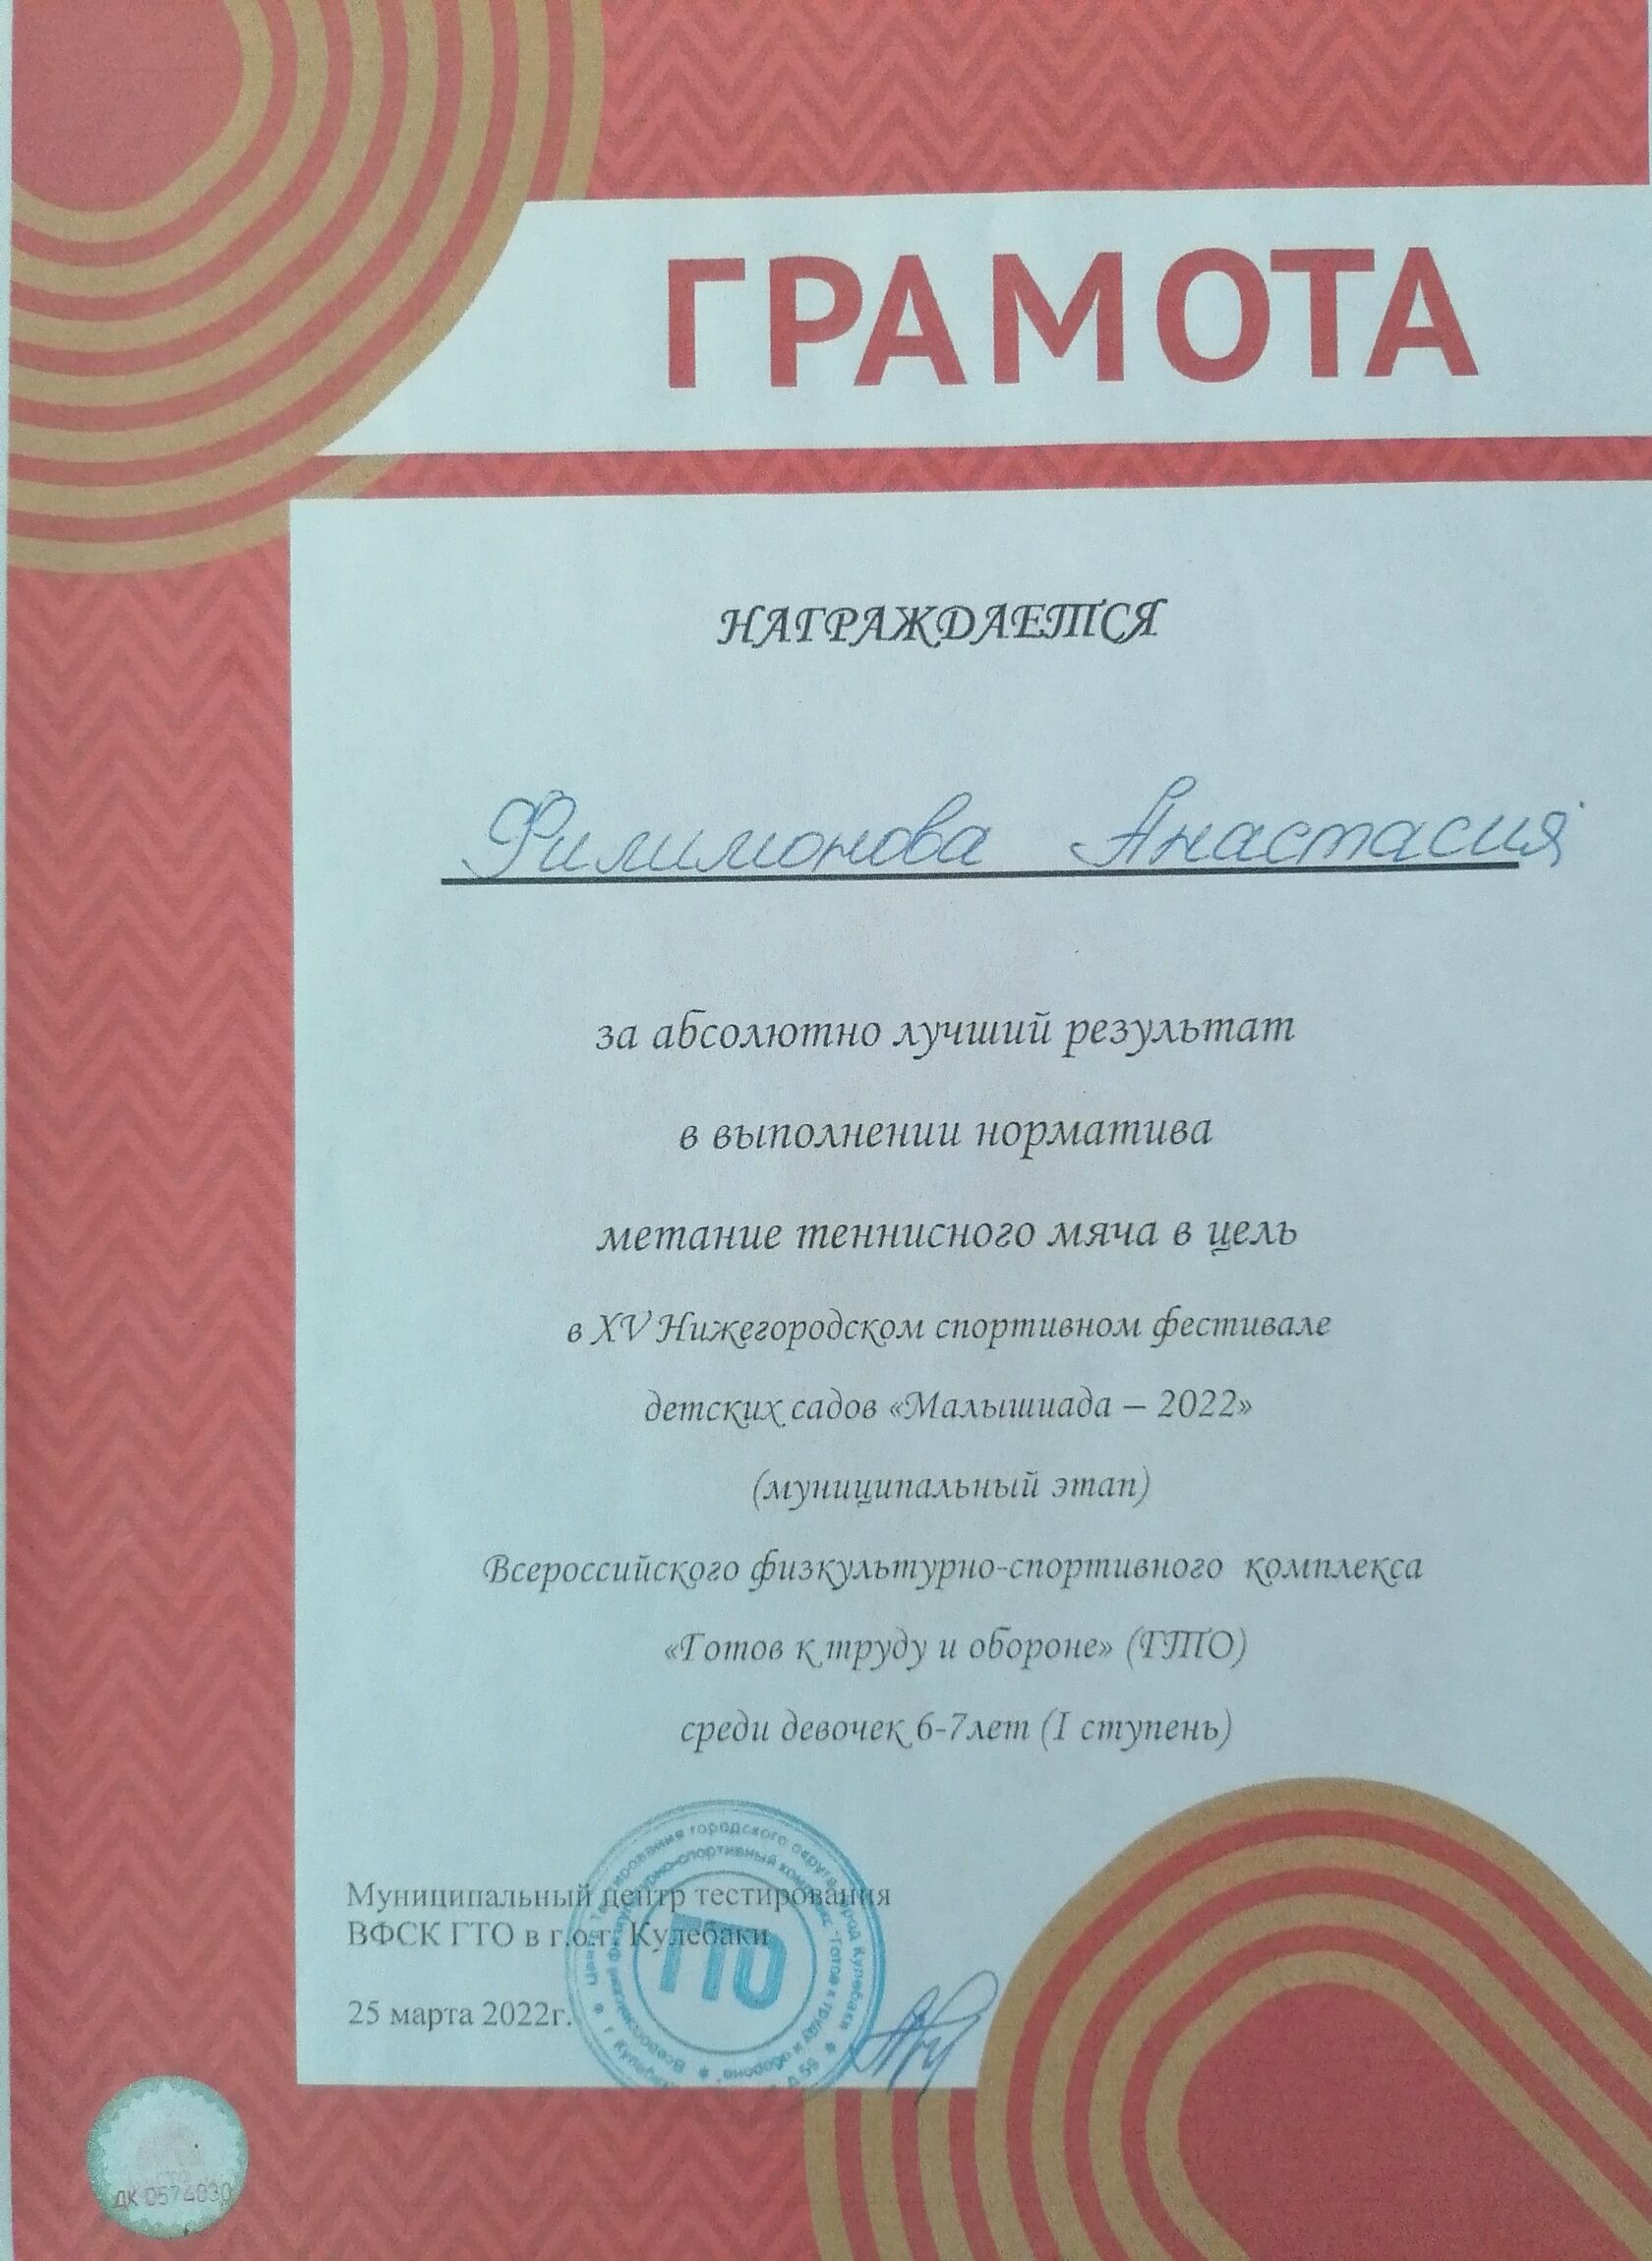 ГРАМОТА
НАГРАЖДАЕТСЯ
Филимонова Анастасия
за абсолютно лучший результат
в выполнении норматива
метание теннисного мяча в цель
в XV Нижегородском спортивном фестивале
детских садов «Малышиада – 2022»
(муниципальный этап)
Всероссийского физкультурно-спортивного комплекса
«Готов к труду и обороне» (ГТО)
среди девочек 6-7лет (I ступень)
Муниципальный центр тестирования
ВФСК ГТО в г.о.г. Кулебаки
25 марта 2022г.
ГТО
ДК 0574030